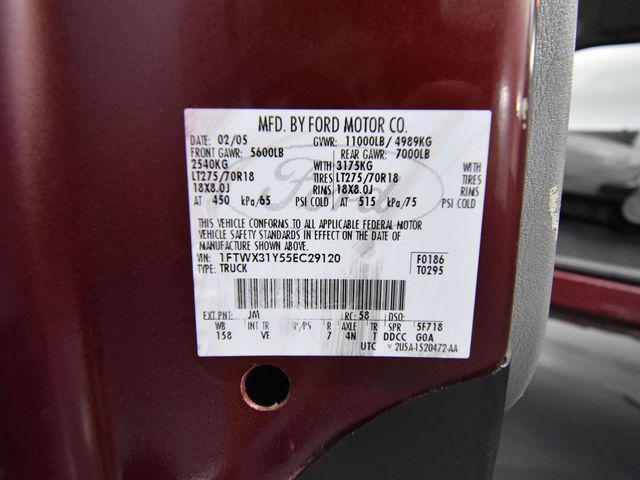 MFD. BY FORD MOTOR CO.
DATE: 02/05 GVWR: 11000LB/ 4989KG
FRONT GAWR: 5600LB REAR GAWR: 7000LB
2540KG WITH 3175KG WITH
LT275/70R18 TIRES LT275/70R18 TIRES
18X8.0J RIMS 18X8.0J RIMS
AT 450 kPa/65 PSI COLD AT 515 kPa/75 PSI COLD
THIS VEHICLE CONFORMS TO ALL APPLICABLE FEDERAL MOTOR
VEHICLE SAFETY STANDARDS IN EFFECT ON THE DATE OF
MANUFACTURE SHOWN ABOVE.
VIN: 1FTWX31Y55EC29120 F0186
TYPE: TRUCK T0295
EXT PNT: JM RC: 58 DSO:
WB INT TR TP/PS R AXLE TR SPR 5F718
158 VE 7 4N T DDCC G0A
UTC 2U5A-1520472-AA
Ford